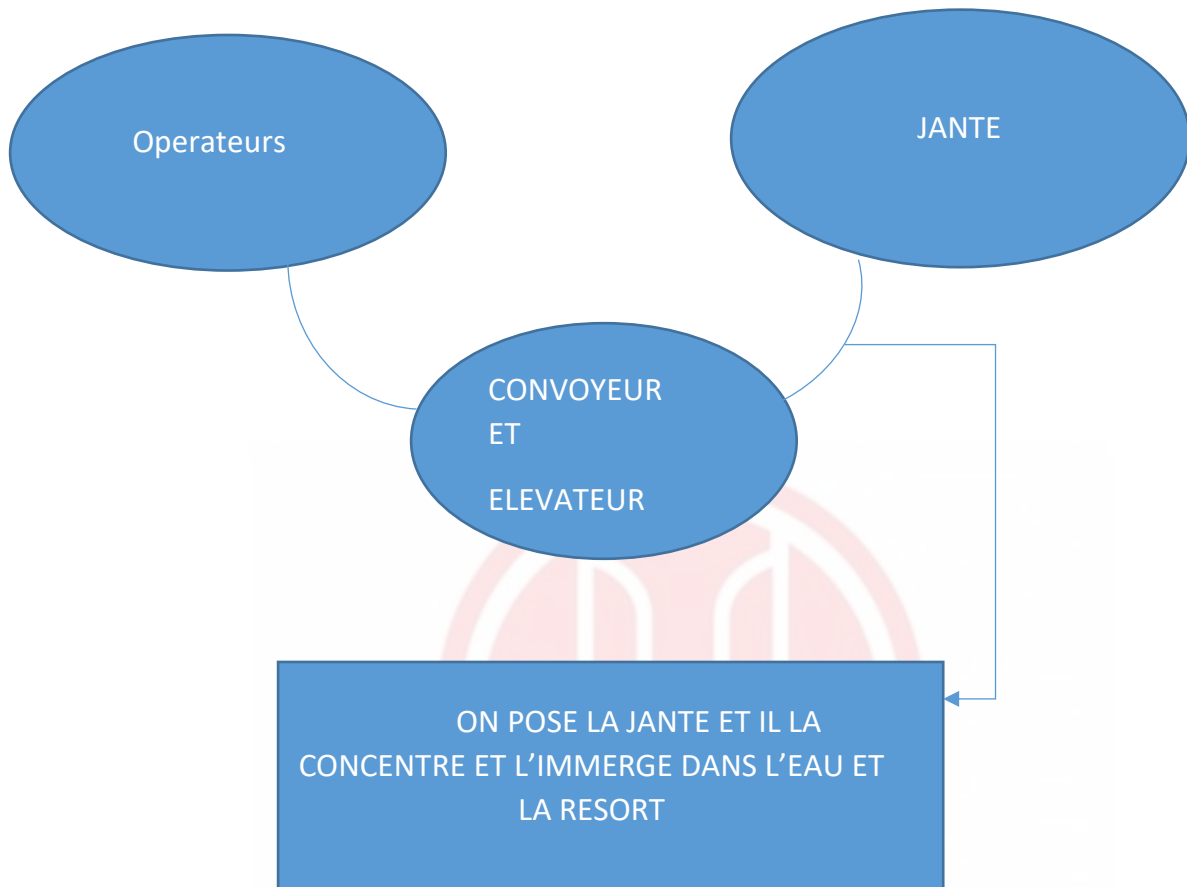 Operateurs
JANTE
CONVOYEUR
ET
ELEVATEUR
ON POSE LA JANTE ET IL LA
CONCENTRE ET L’IMMERGE DANS L’EAU ET
LA RESORT